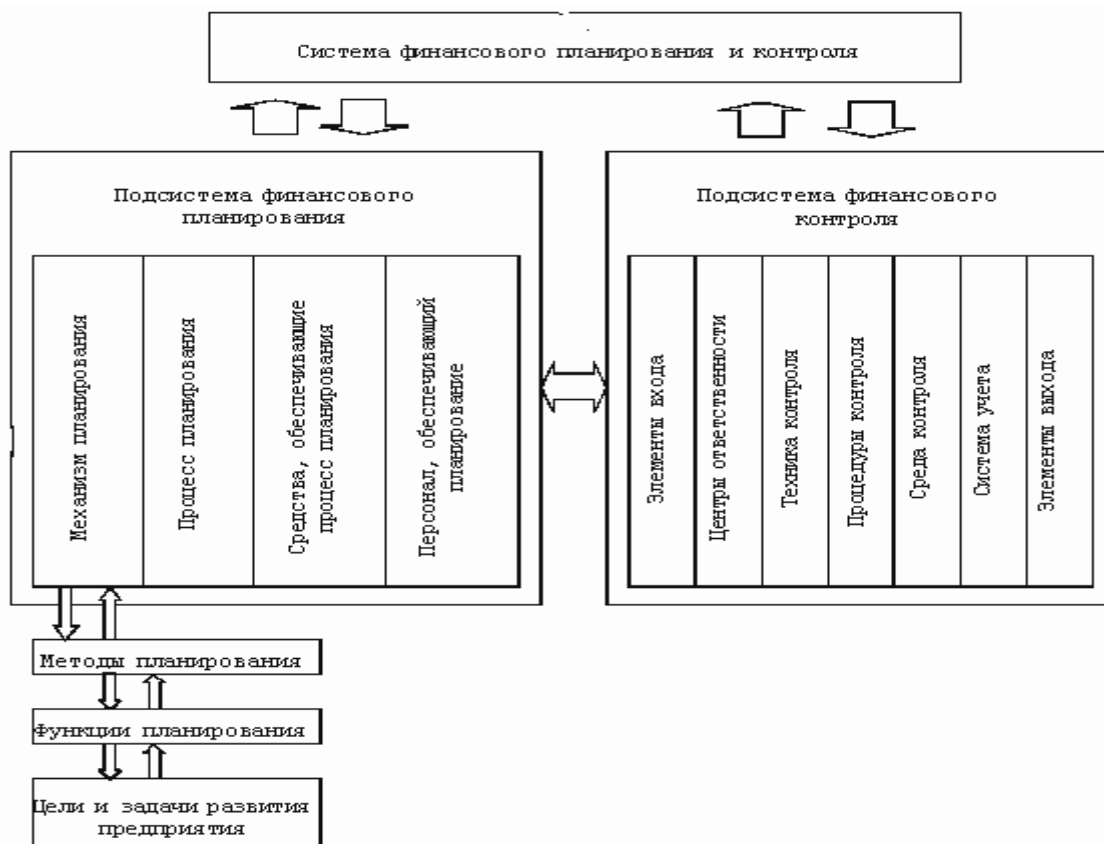 Система финансового планирования и контроля
Подсистема финансового
планирования
Механизм планирования
Процесс планирования
Средства, обеспечивающие
процесс планирования
Персонал, обеспечивающий
планирование
Подсистема финансового
контроля
Элементы входа
Центры ответственности
Техника контроля
Процедуры контроля
Среда контроля
Система учета
Элементы выхода
Методы планирования
Функции планирования
Цели и задачи развития
предприятия